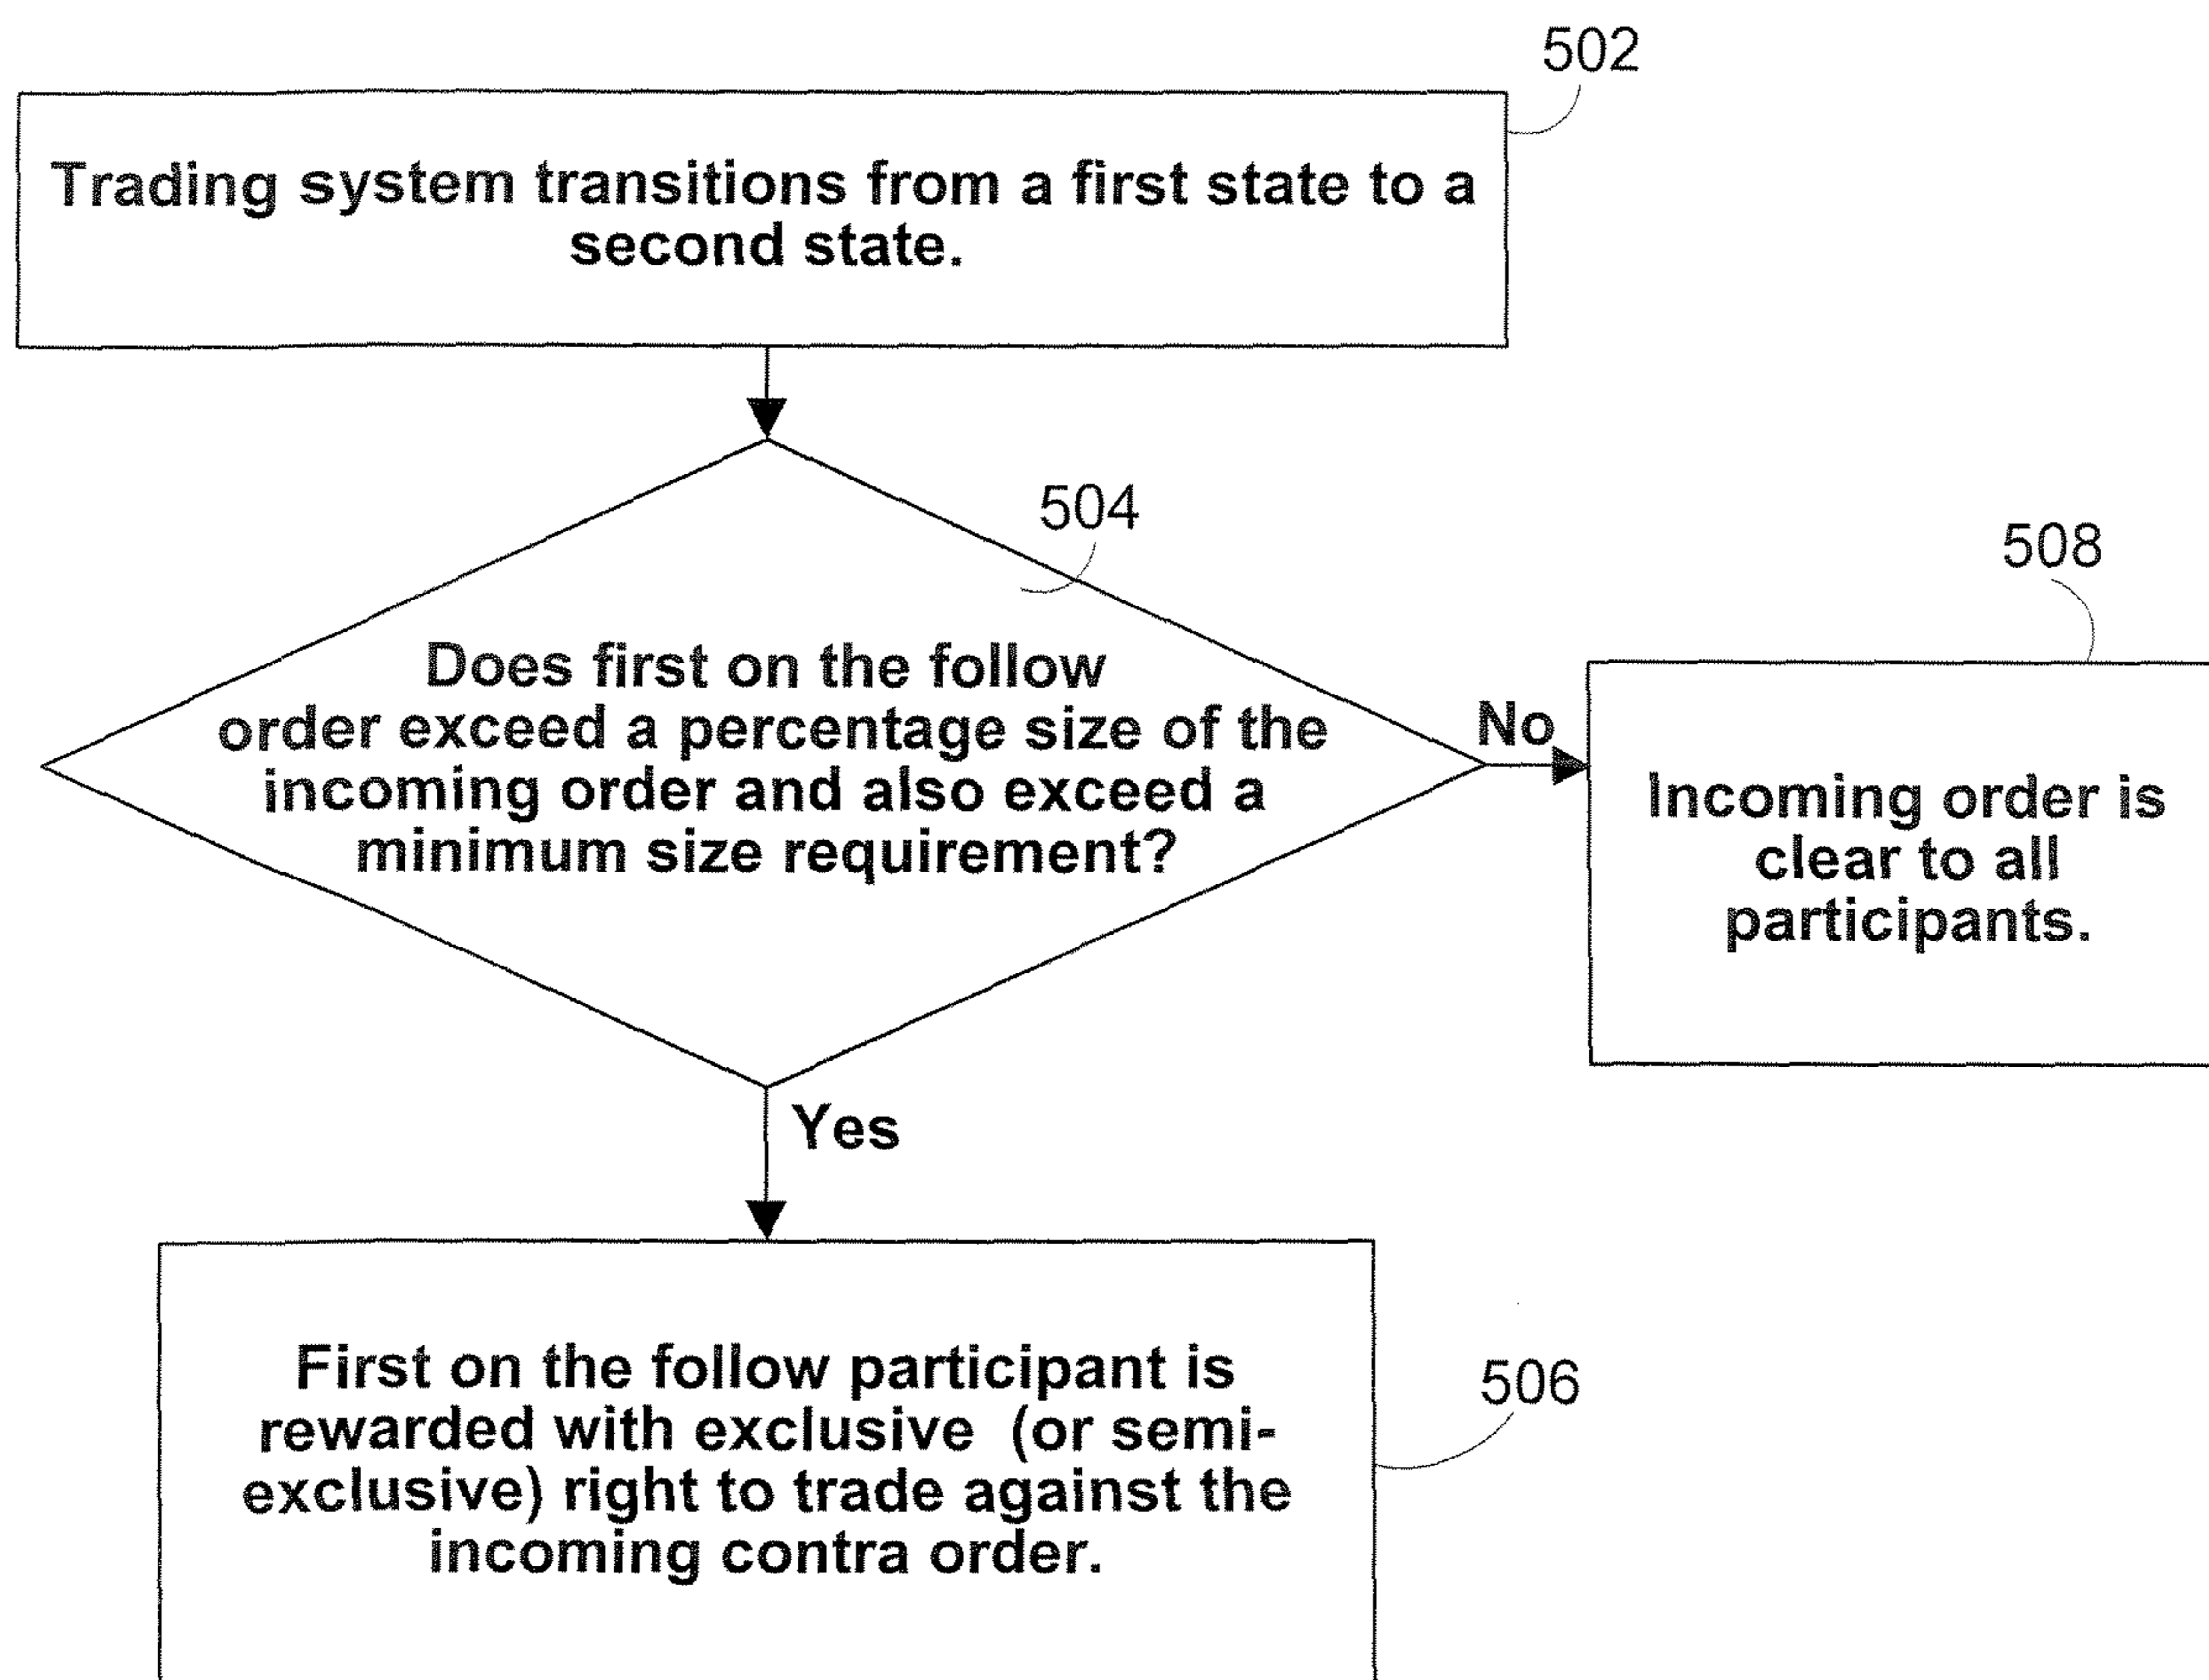 502
Trading system transitions from a first state to a
second state.
504
Does first on the follow
order exceed a percentage size of the
incoming order and also exceed a
minimum size requirement?
No
508
Incoming order is
clear to all
participants.
Yes
First on the follow participant is
rewarded with exclusive (or semi-
exclusive) right to trade against the
incoming contra order.
506